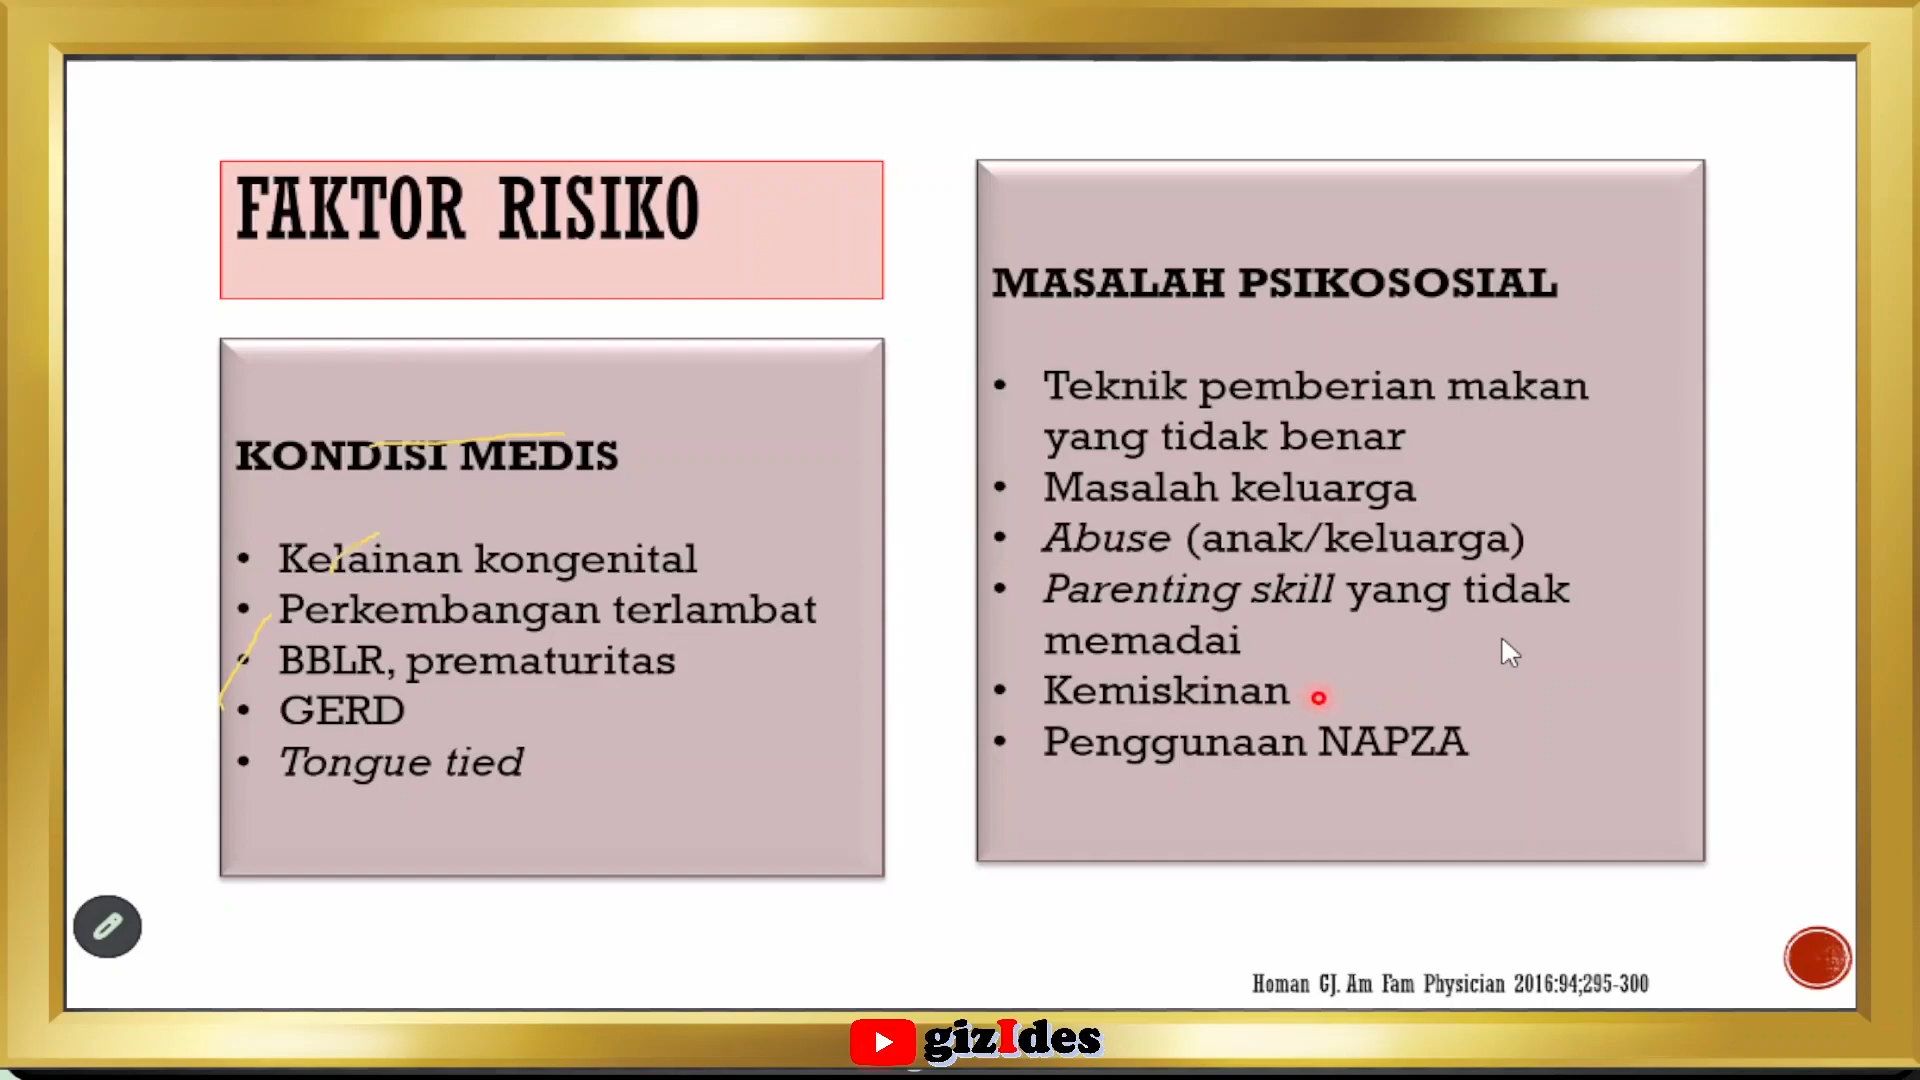 FAKTOR RISIKO
KONDISI MEDIS
• Kelainan kongenital
• Perkembangan terlambat
• BBLR, prematuritas
• GERD
• Tongue tied
MASALAH PSIKOSOSIAL
• Teknik pemberian makan
yang tidak benar
• Masalah keluarga
• Abuse (anak/keluarga)
• Parenting skill yang tidak
memadai
• Kemiskinan
• Penggunaan NAPZA
Homan GJ. Am Fam Physician 2016:94;295-300
gizIdes